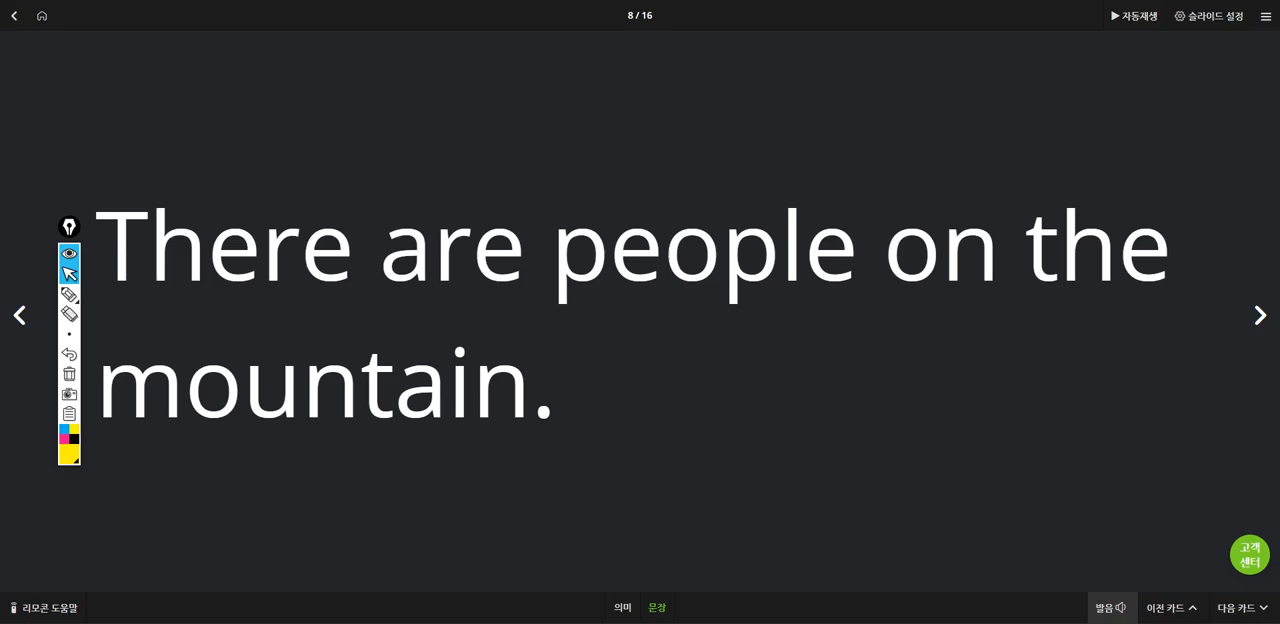 8 / 16
자동재생
슬라이드 설정
There are people on the
mountain.
고객
센터
리모콘 도움말
의미
문장
발음
이전 카드
다음 카드